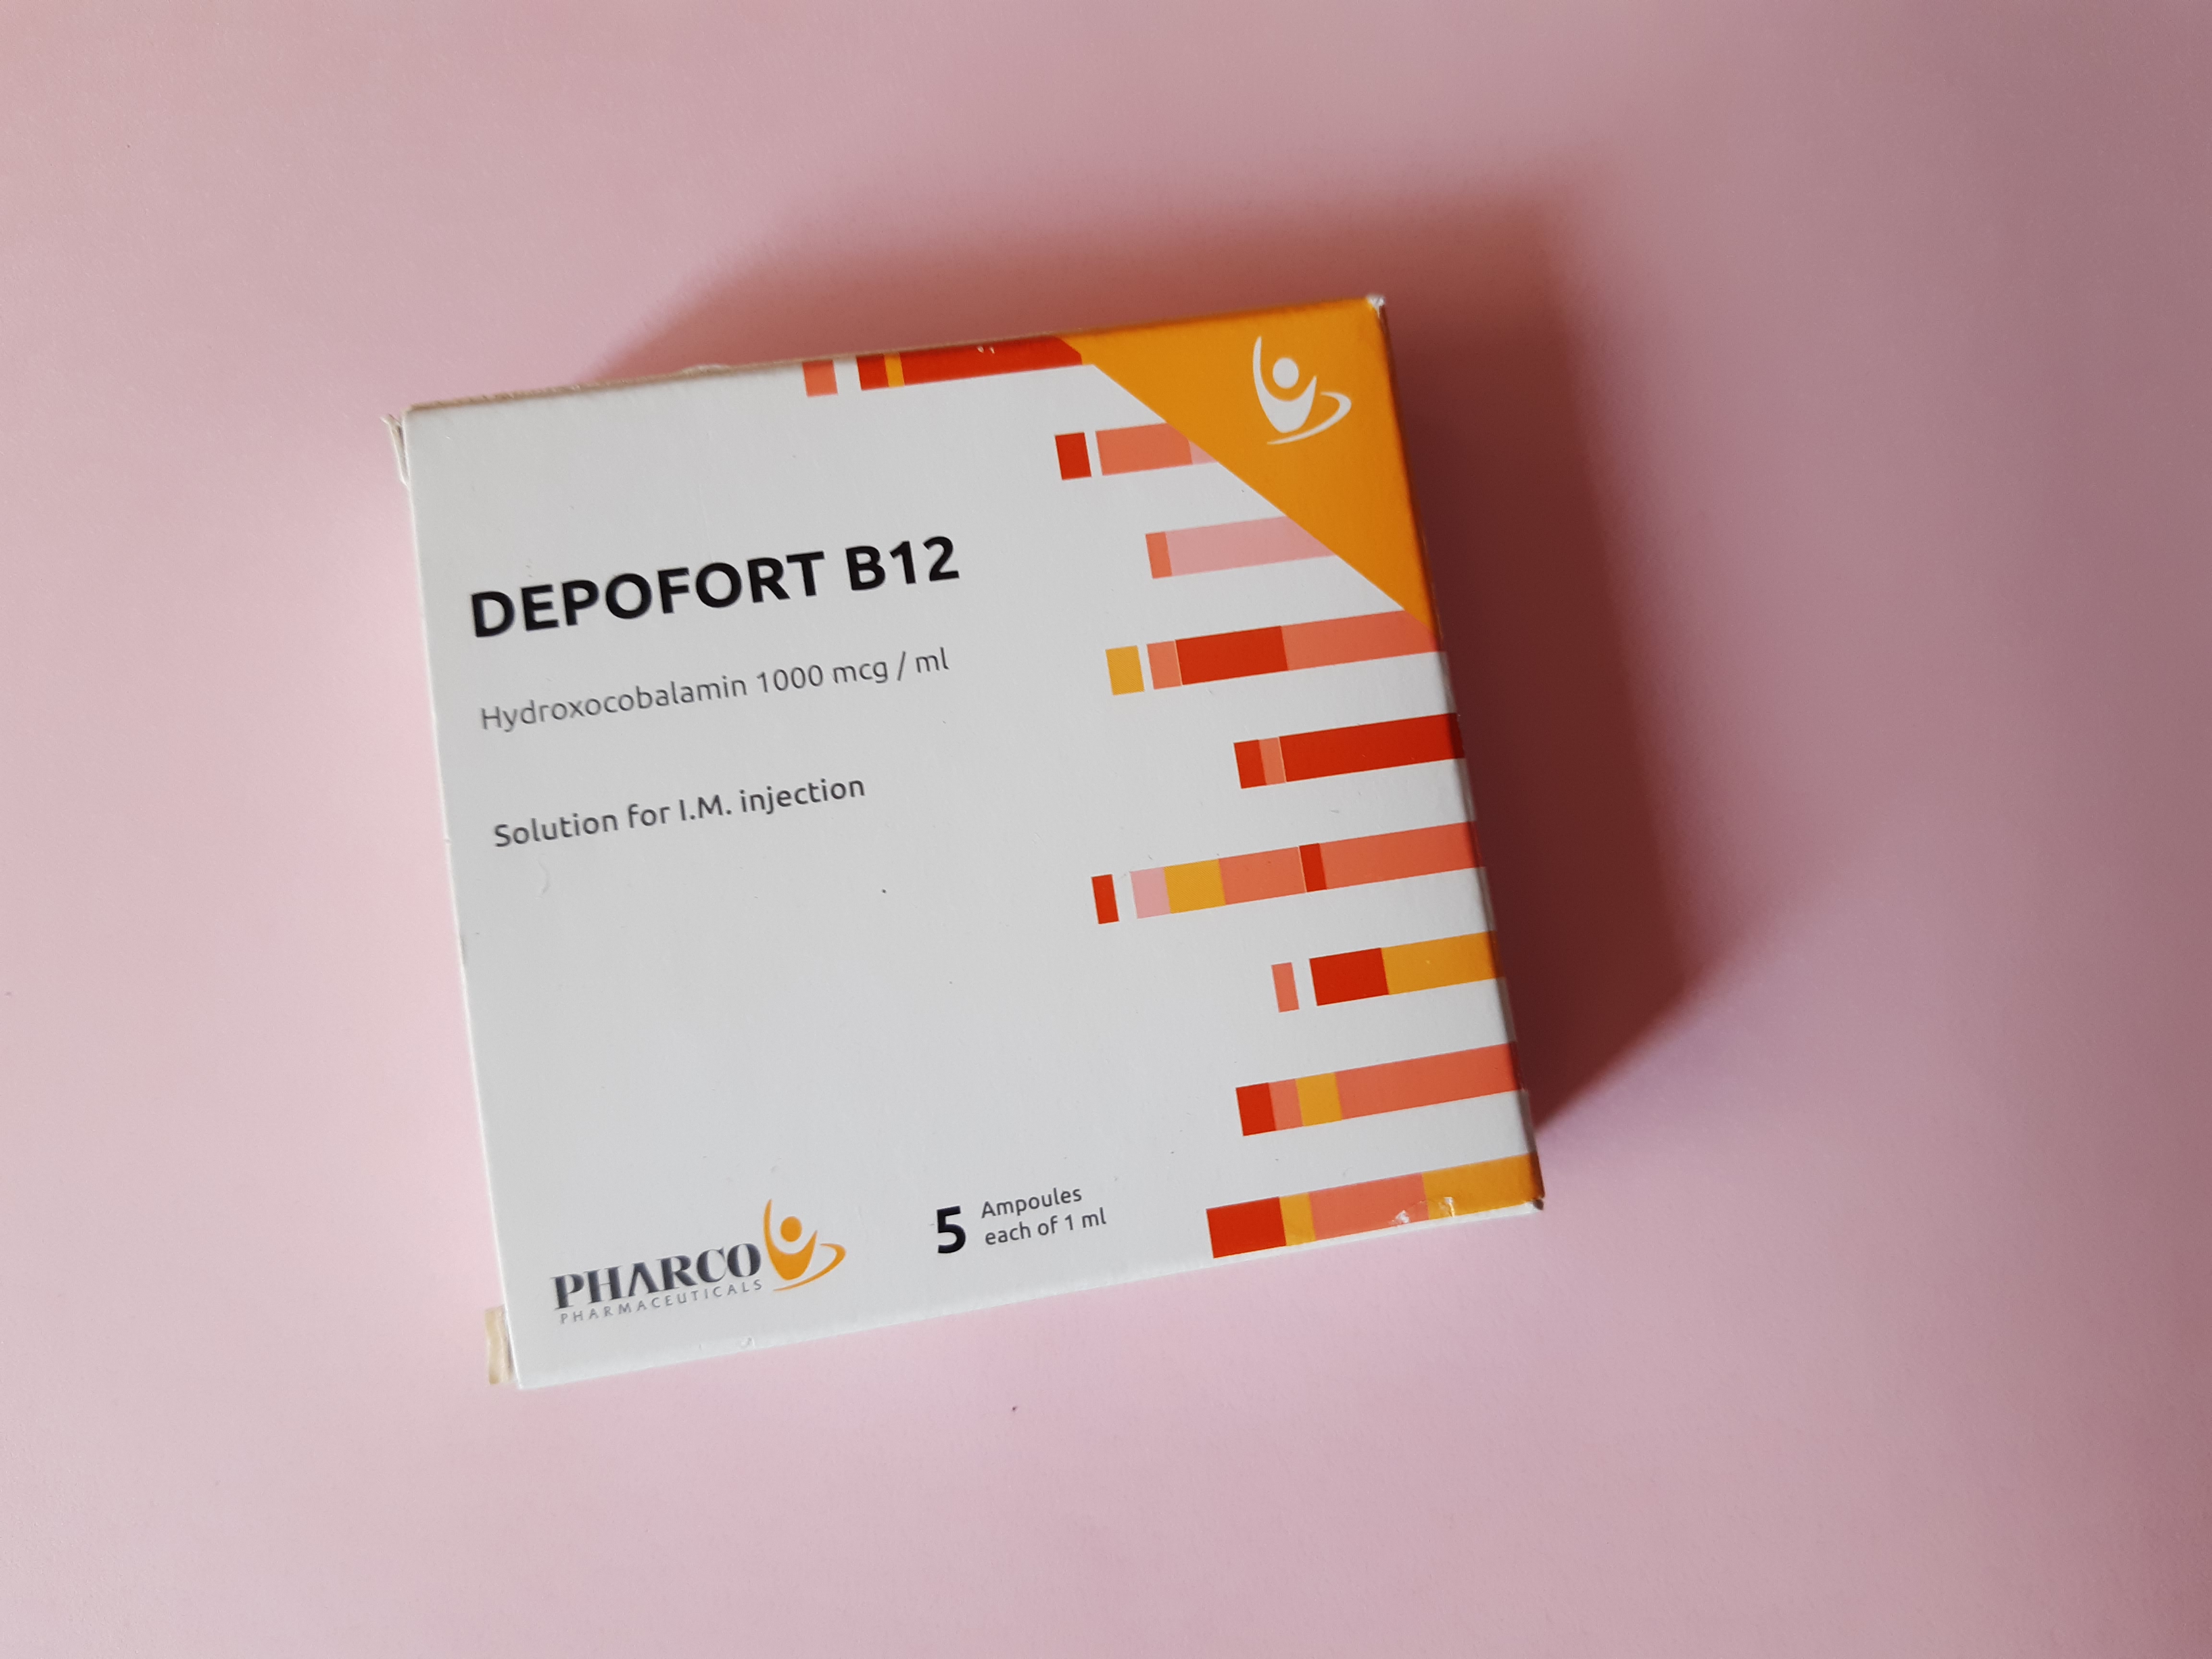 DEPOFORT B12
Hydroxocobalamin 1000 mcg / ml
Solution for I.M. injection
PHARCO
PHARMACEUTICALS
5 Ampoules
each of 1 ml